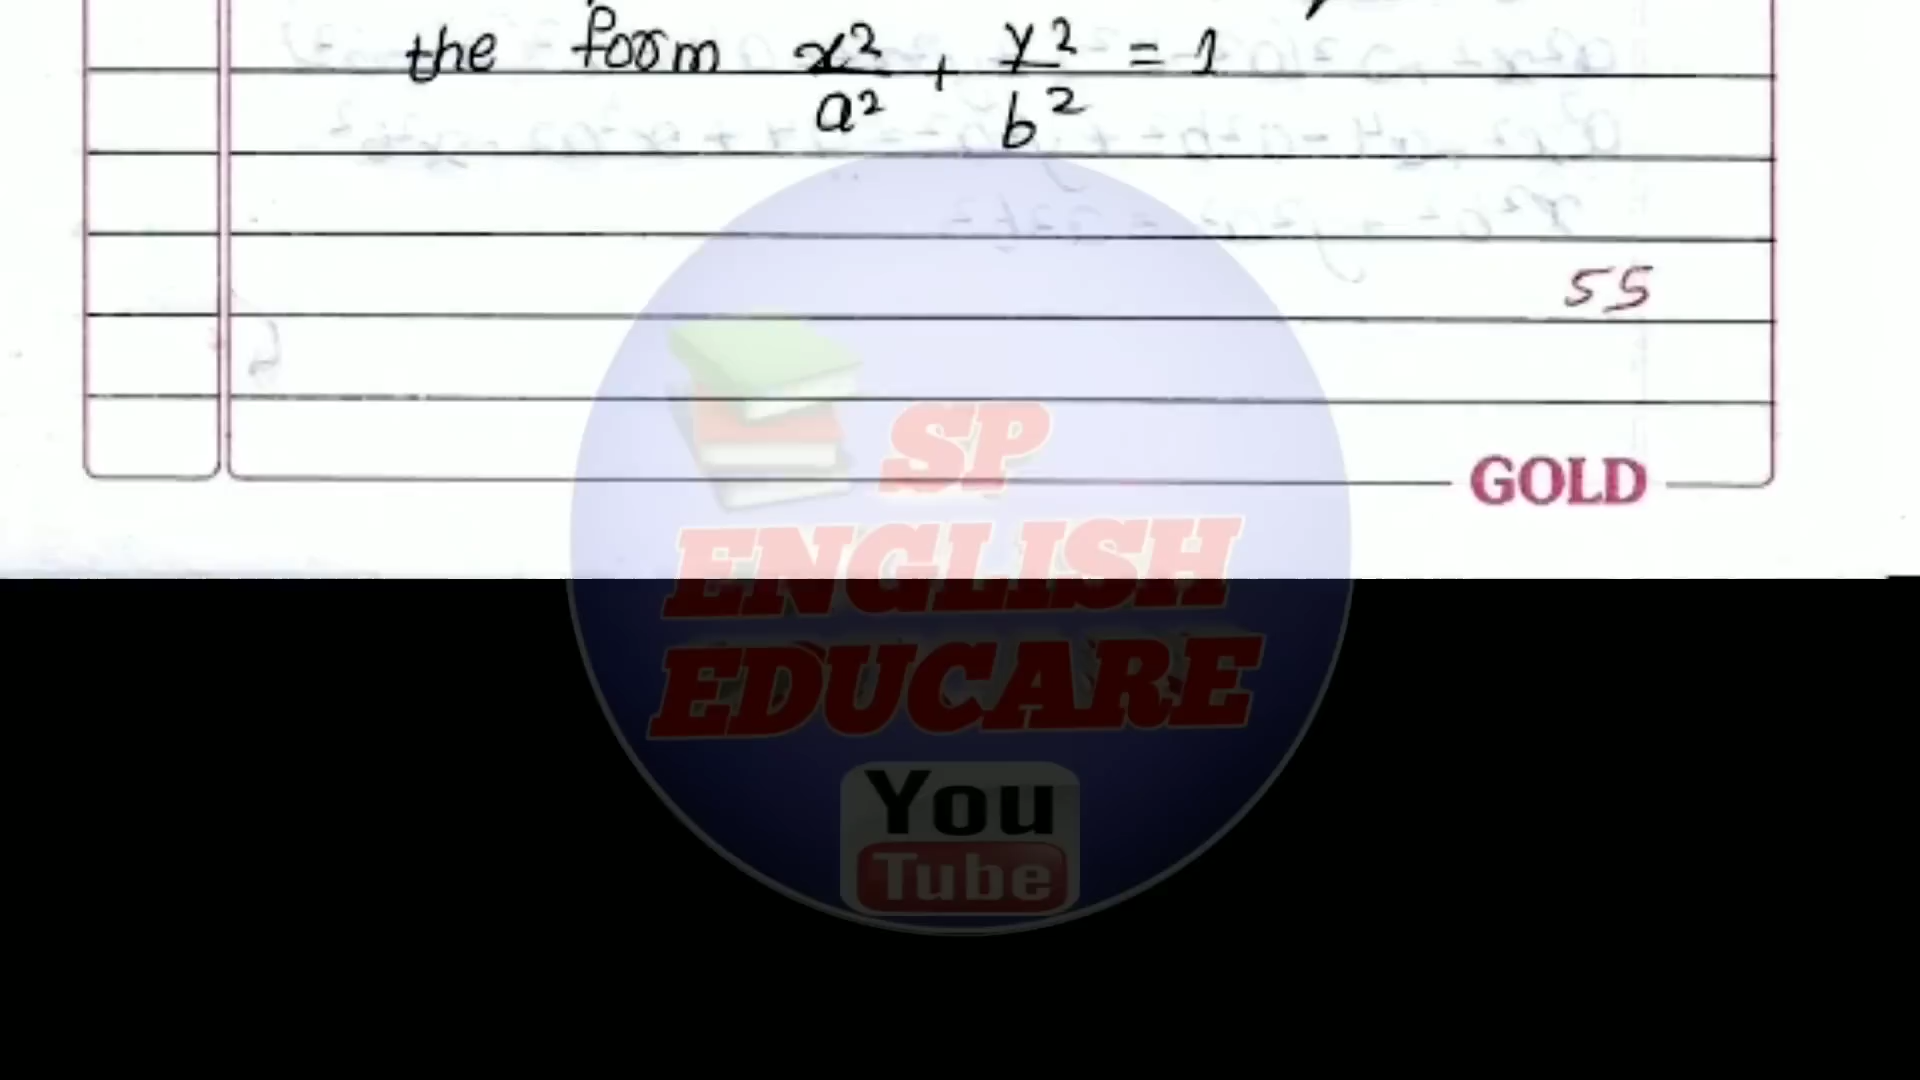 the form x²/a² + y²/b² = 1
55
GOLD
SP
ENGLISH
EDUCARE
You
Tube